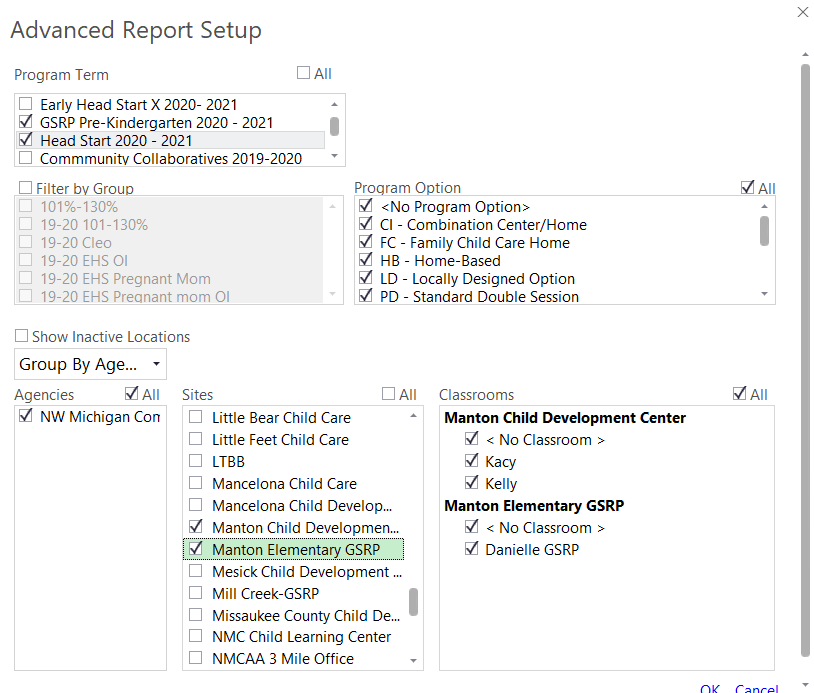 Advanced Report Setup
Program Term
All
Early Head Start X 2020- 2021
GSRP Pre-Kindergarten 2020 - 2021
Head Start 2020 - 2021
Commmunity Collaboratives 2019-2020
Filter by Group
101%-130%
19-20 101-130%
19-20 Cleo
19-20 EHS OI
19-20 EHS Pregnant Mom
19-20 EHS Pregnant mom OI
Program Option
All
<No Program Option>
CI - Combination Center/Home
FC - Family Child Care Home
HB - Home-Based
LD - Locally Designed Option
PD - Standard Double Session
Show Inactive Locations
Group By Age...
Agencies
All
NW Michigan Com
Sites
All
Little Bear Child Care
Little Feet Child Care
LTBB
Mancelona Child Care
Mancelona Child Develop...
Manton Child Developmen...
Manton Elementary GSRP
Mesick Child Development ...
Mill Creek-GSRP
Missaukee County Child De...
NMC Child Learning Center
NMCAA 3 Mile Office
Classrooms
All
Manton Child Development Center
< No Classroom >
Kacy
Kelly
Manton Elementary GSRP
< No Classroom >
Danielle GSRP
OK Cancel